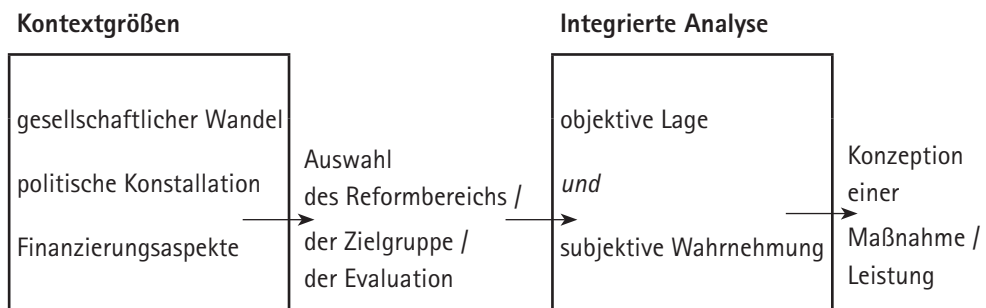 Kontextgrößen
gesellschaftlicher Wandel
politische Konstallation
Finanzierungsaspekte
Auswahl
des Reformbereichs /
der Zielgruppe /
der Evaluation
Integrierte Analyse
objektive Lage
und
subjektive Wahrnehmung
Konzeption
einer
Maßnahme /
Leistung